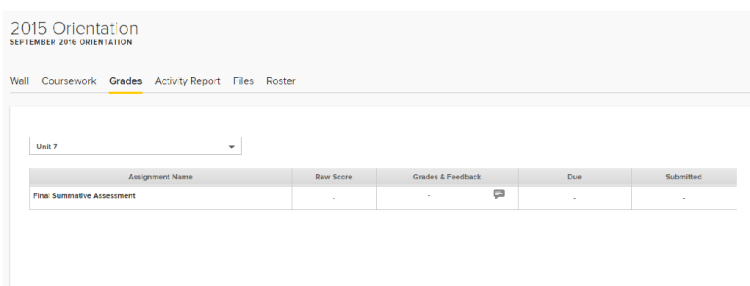 2015 Orientation
SEPTEMBER 2016 ORIENTATION
Wall Coursework Grades Activity Report Files Roster
Unit 7
Assignment Name Raw Score Grades & Feedback Due Submitted
Final Summative Assessment - - - -